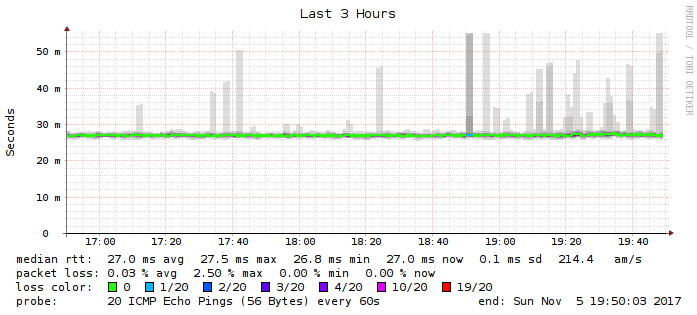 Last 3 Hours
RRDTOOL / TOBI OETIKER
Seconds
50 m
40 m
30 m
20 m
10 m
0
17:00 17:20 17:40 18:00 18:20 18:40 19:00 19:20 19:40
median rtt: 27.0 ms avg 27.5 ms max 26.8 ms min 27.0 ms now 0.1 ms sd 214.4 am/s
packet loss: 0.03 % avg 2.50 % max 0.00 % min 0.00 % now
loss color: 0 1/20 2/20 3/20 4/20 10/20 19/20
probe: 20 ICMP Echo Pings (56 Bytes) every 60s end: Sun Nov 5 19:50:03 2017